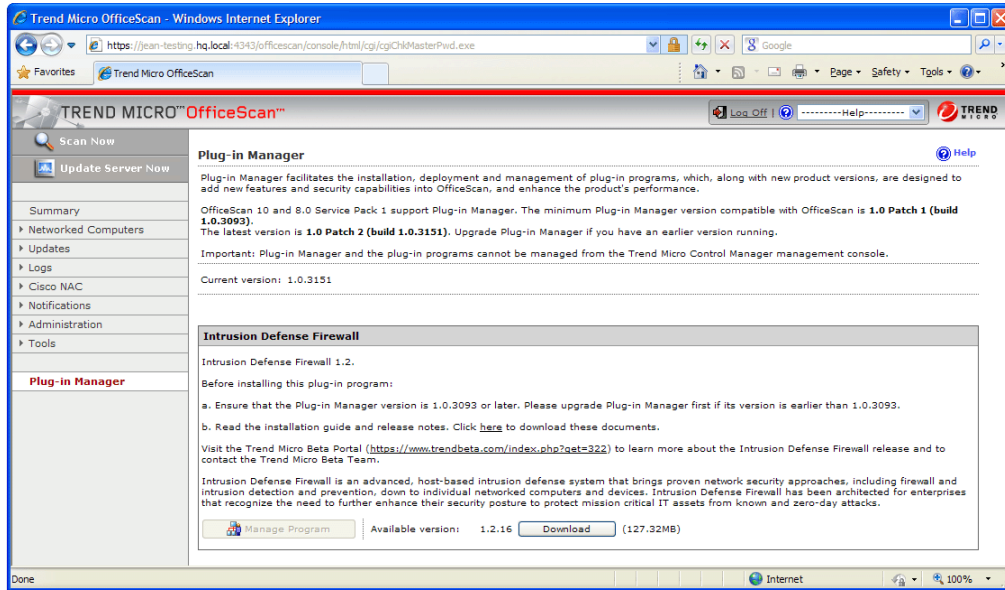 Trend Micro OfficeScan - Windows Internet Explorer
https://jean-testing.hq.local:4343/officescan/console/html/cgi/cgiChkMasterPwd.exe
Google
Favorites
Trend Micro OfficeScan
Page
Safety
Tools
TREND MICRO™ OfficeScan™
Log Off | ---------Help---------
TREND
MICRO
Scan Now
Update Server Now
Summary
Networked Computers
Updates
Logs
Cisco NAC
Notifications
Administration
Tools
Plug-in Manager
Plug-in Manager
Help
Plug-in Manager facilitates the installation, deployment and management of plug-in programs, which, along with new product versions, are designed to
add new features and security capabilities into OfficeScan, and enhance the product's performance.
OfficeScan 10 and 8.0 Service Pack 1 support Plug-in Manager. The minimum Plug-in Manager version compatible with OfficeScan is 1.0 Patch 1 (build
1.0.3093).
The latest version is 1.0 Patch 2 (build 1.0.3151). Upgrade Plug-in Manager if you have an earlier version running.
Important: Plug-in Manager and the plug-in programs cannot be managed from the Trend Micro Control Manager management console.
Current version: 1.0.3151
Intrusion Defense Firewall
Intrusion Defense Firewall 1.2.
Before installing this plug-in program:
a. Ensure that the Plug-in Manager version is 1.0.3093 or later. Please upgrade Plug-in Manager first if its version is earlier than 1.0.3093.
b. Read the installation guide and release notes. Click here to download these documents.
Visit the Trend Micro Beta Portal (https://www.trendbeta.com/index.php?get=322) to learn more about the Intrusion Defense Firewall release and to
contact the Trend Micro Beta Team.
Intrusion Defense Firewall is an advanced, host-based intrusion defense system that brings proven network security approaches, including firewall and
intrusion detection and prevention, down to individual networked computers and devices. Intrusion Defense Firewall has been architected for enterprises
that recognize the need to further enhance their security posture to protect mission critical IT assets from known and zero-day attacks.
Manage Program
Available version: 1.2.16
Download
(127.32MB)
Done
Internet
100%